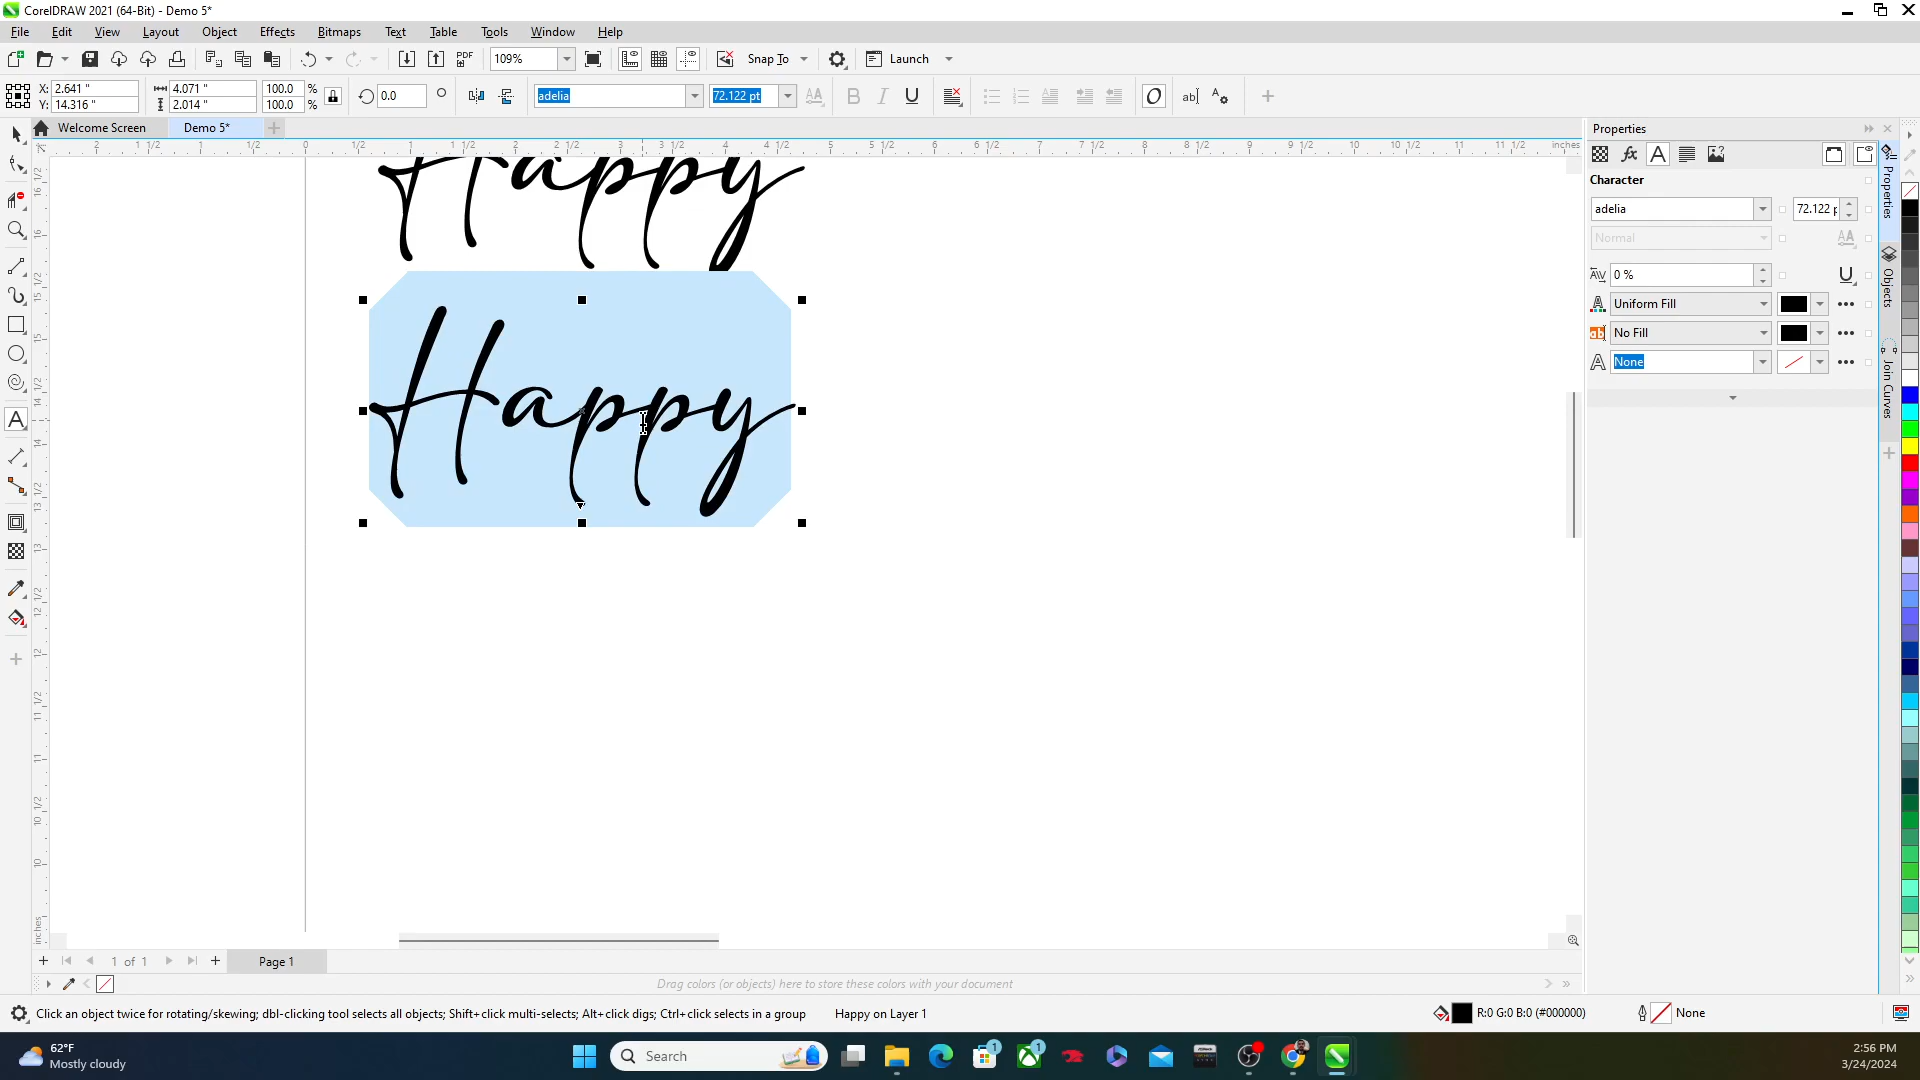 CorelDRAW 2021 (64-Bit) - Demo 5*
File Edit View Layout Object Effects Bitmaps Text Table Tools Window Help
109% Snap To Launch
X: 2.641 " 4.071 " 100.0 % 0.0 ° adelia 72.122 pt
Y: 14.316 " 2.014 " 100.0 %
Welcome Screen Demo 5*
inches
Happy
Happy
Properties
Character
adelia 72.122 p
Normal
0 %
Uniform Fill
No Fill
None
Properties
Objects
Join Curves
inches
1 of 1 Page 1
Drag colors (or objects) here to store these colors with your document
Click an object twice for rotating/skewing; dbl-clicking tool selects all objects; Shift+click multi-selects; Alt+click digs; Ctrl+click selects in a group Happy on Layer 1 R:0 G:0 B:0 (#000000) None
62°F
Mostly cloudy
Search
2:56 PM
3/24/2024